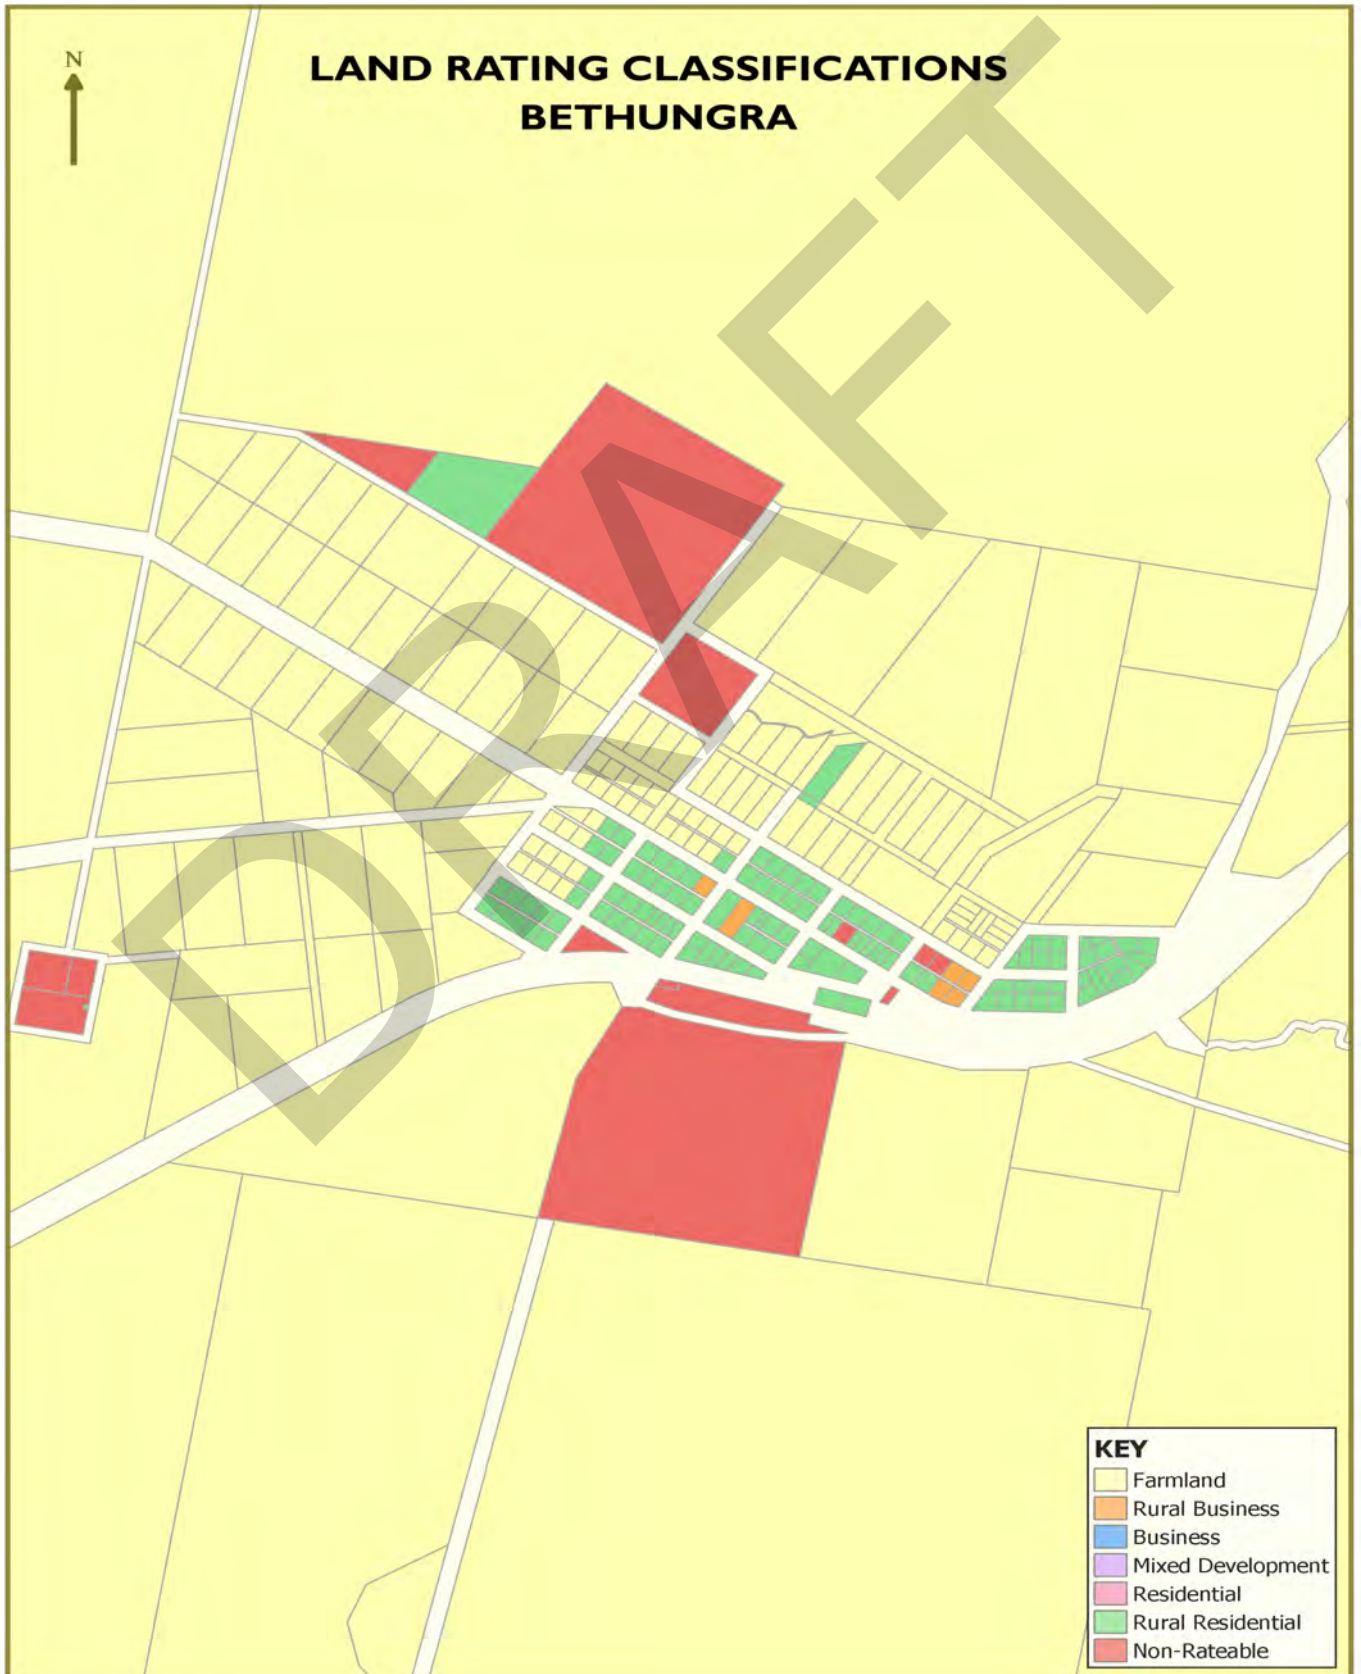 N
LAND RATING CLASSIFICATIONS
BETHUNGRA
DRAFT
KEY
Farmland
Rural Business
Business
Mixed Development
Residential
Rural Residential
Non-Rateable